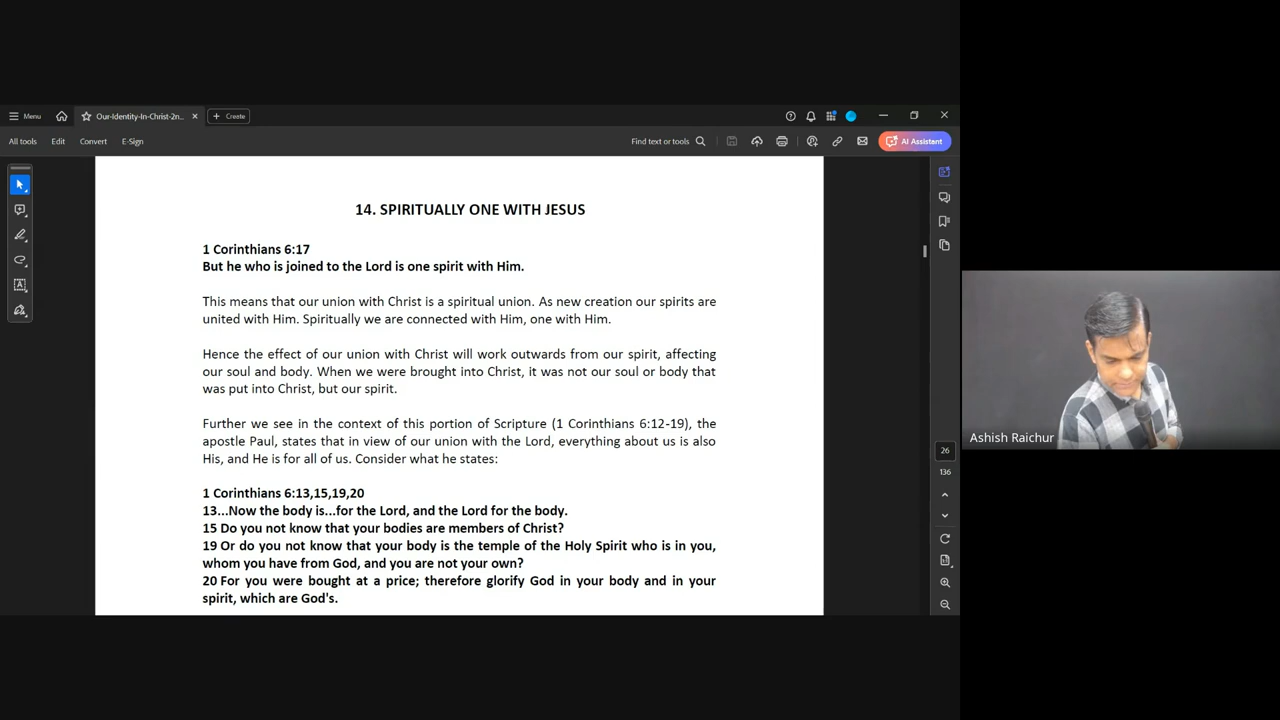 Menu
Our-Identity-In-Christ-2n...
Create
All tools
Edit
Convert
E-Sign
Find text or tools
AI Assistant
14. SPIRITUALLY ONE WITH JESUS
1 Corinthians 6:17
But he who is joined to the Lord is one spirit with Him.
This means that our union with Christ is a spiritual union. As new creation our spirits are
united with Him. Spiritually we are connected with Him, one with Him.
Hence the effect of our union with Christ will work outwards from our spirit, affecting
our soul and body. When we were brought into Christ, it was not our soul or body that
was put into Christ, but our spirit.
Further we see in the context of this portion of Scripture (1 Corinthians 6:12-19), the
apostle Paul, states that in view of our union with the Lord, everything about us is also
His, and He is for all of us. Consider what he states:
1 Corinthians 6:13,15,19,20
13...Now the body is...for the Lord, and the Lord for the body.
15 Do you not know that your bodies are members of Christ?
19 Or do you not know that your body is the temple of the Holy Spirit who is in you,
whom you have from God, and you are not your own?
20 For you were bought at a price; therefore glorify God in your body and in your
spirit, which are God's.
26
136
Ashish Raichur